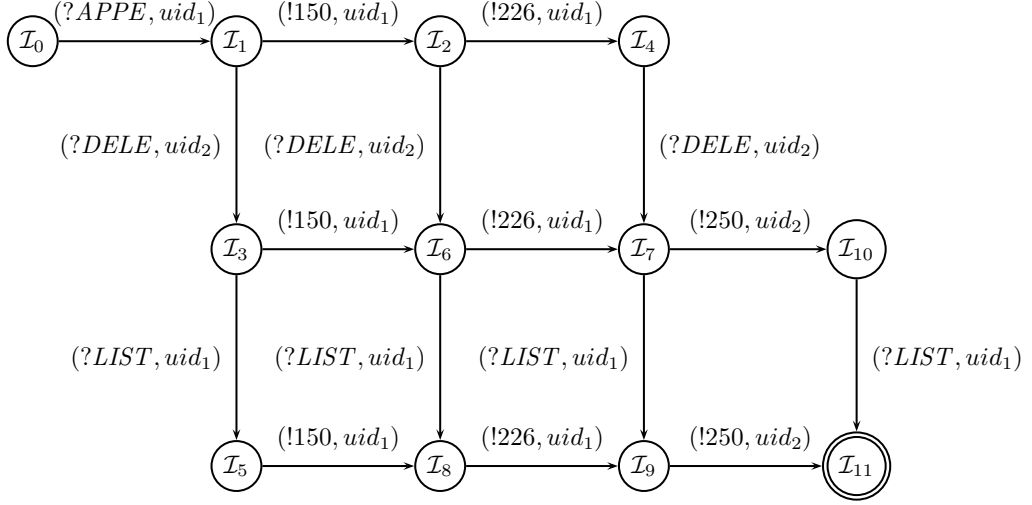 (?APPE, uid₁) (!150, uid₁) (!226, uid₁)
I₀ I₁ I₂ I₄
(?DELE, uid₂) (?DELE, uid₂) (?DELE, uid₂)
(!150, uid₁) (!226, uid₁) (!250, uid₂)
I₃ I₆ I₇ I₁₀
(?LIST, uid₁) (?LIST, uid₁) (?LIST, uid₁) (?LIST, uid₁)
(!150, uid₁) (!226, uid₁) (!250, uid₂)
I₅ I₈ I₉ I₁₁